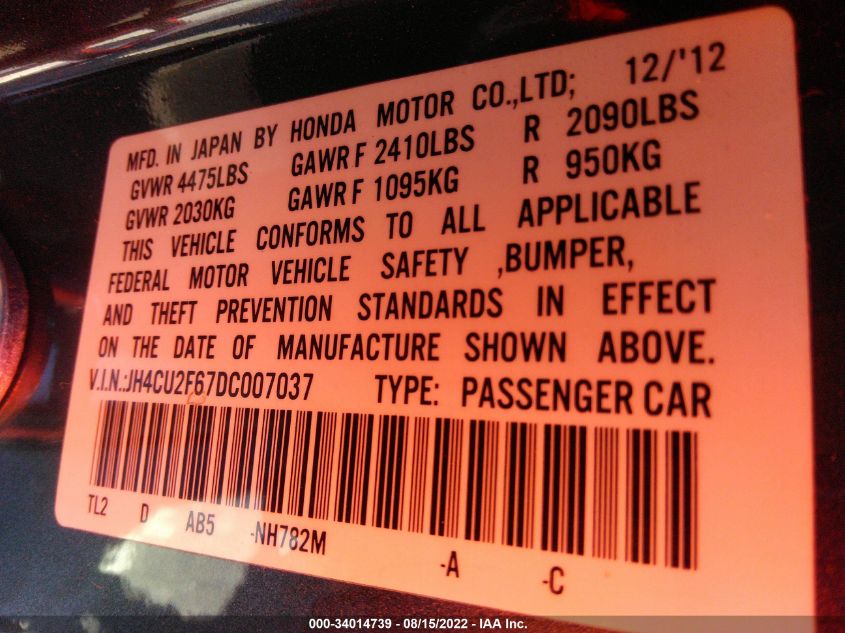 MFD. IN JAPAN BY HONDA MOTOR CO.,LTD; 12/'12
GVWR 4475LBS GAWR F 2410LBS R 2090LBS
GVWR 2030KG GAWR F 1095KG R 950KG
THIS VEHICLE CONFORMS TO ALL APPLICABLE
FEDERAL MOTOR VEHICLE SAFETY ,BUMPER,
AND THEFT PREVENTION STANDARDS IN EFFECT
ON THE DATE OF MANUFACTURE SHOWN ABOVE.
V.I.N.:JH4CU2F67DC007037 TYPE: PASSENGER CAR
TL2 D AB5 -NH782M -A -C
000-34014739 - 08/15/2022 - IAA Inc.